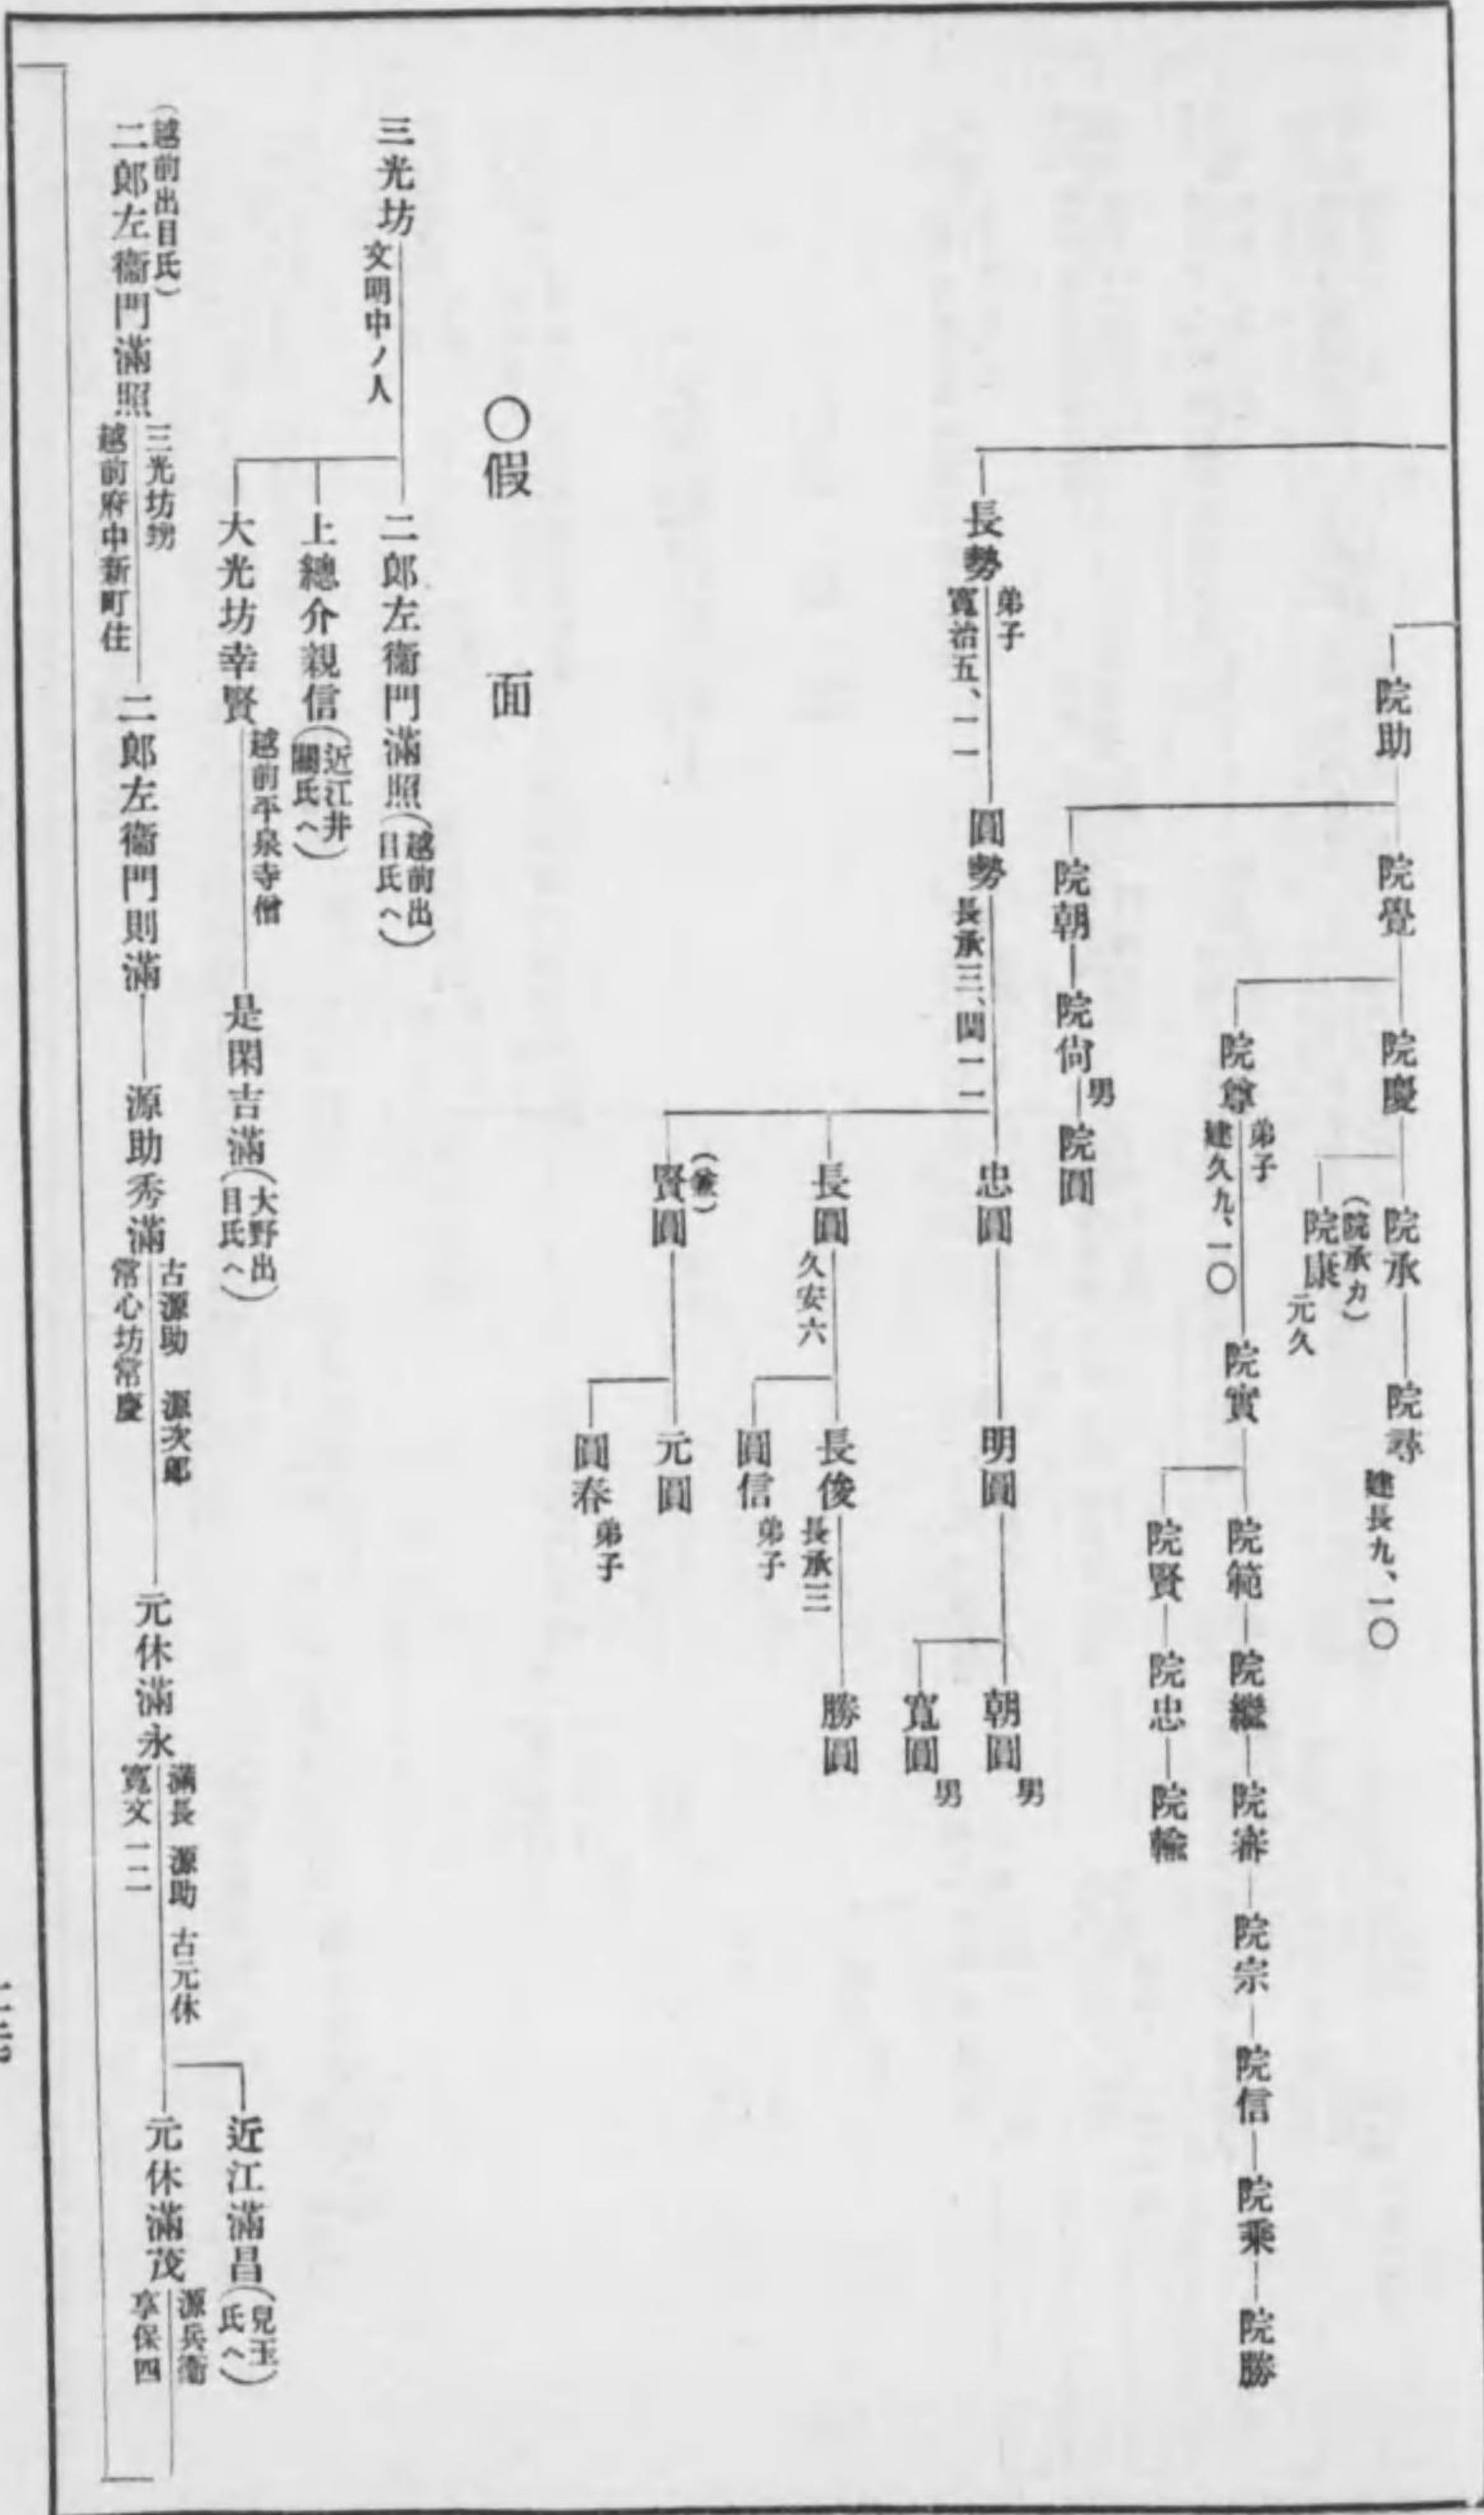 院助
院覺
院慶
院承
院尋 建長九、一〇
(院承カ)
院康 元久
院尊 弟子 建久九、一〇
院實
院範
院繼
院審
院宗
院信
院乘
院勝
院賢
院忠
院輸
院朝
院尙 男
院圓
長勢 弟子 寬治五、一一
圓勢 長承三、閏一二
忠圓
明圓
朝圓 男
寬圓 男
長圓 久安六
長俊 長承三
勝圓
圓信 弟子
賢圓
元圓
圓春 弟子
〇假面
三光坊 文明中ノ人
二郎左衞門滿照(越前出目氏へ)
上總介親信(近江井關氏へ)
大光坊幸賢 越前平泉寺僧
是閑吉滿(大野出目氏へ)
(越前出目氏)
二郎左衞門滿照 三光坊甥 越前府中新町住
二郎左衞門則滿
源助秀滿 古源助 源次郎 常心坊常慶
元休滿永 滿長 源助 古元休 寬文一二
近江滿昌(兒玉氏へ)
元休滿茂 源兵衞 享保四